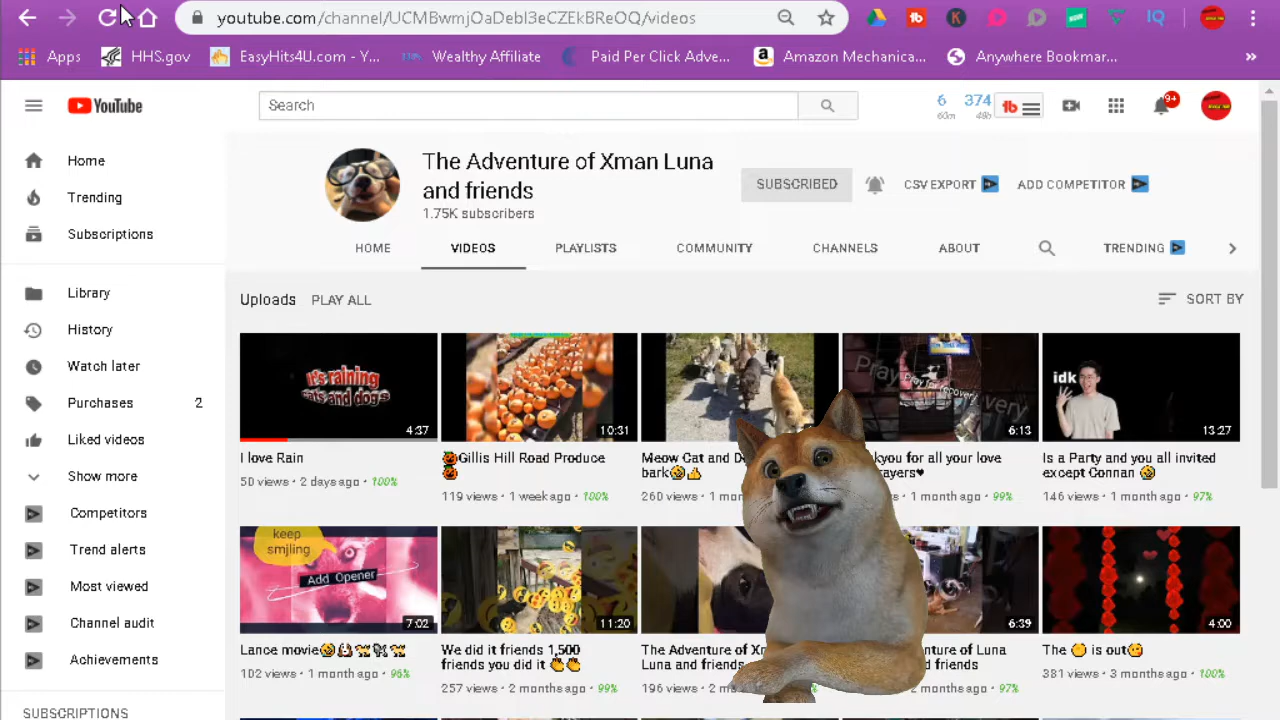 youtube.com/channel/UCMBwmjOaDebI3eCZEkBReOQ/videos
Apps
HHS.gov
EasyHits4U.com - Y...
Wealthy Affiliate
Paid Per Click Adve...
Amazon Mechanica...
Anywhere Bookmar...
»
YouTube
Search
6
60m
374
48h
tb
9+
Home
Trending
Subscriptions
Library
History
Watch later
Purchases 2
Liked videos
Show more
Competitors
Trend alerts
Most viewed
Channel audit
Achievements
SUBSCRIPTIONS
The Adventure of Xman Luna
and friends
1.75K subscribers
SUBSCRIBED
CSV EXPORT
ADD COMPETITOR
HOME
VIDEOS
PLAYLISTS
COMMUNITY
CHANNELS
ABOUT
TRENDING
Uploads
PLAY ALL
SORT BY
It's raining
cats and dogs
4:37
I love Rain
50 views • 2 days ago • 100%
10:31
🎃Gillis Hill Road Produce
🎃
119 views • 1 week ago • 100%
Meow Cat and D
bark🤣👍
260 views • 1 mon
Pray for recovery
6:13
kyou for all your love
rayers♥
s • 1 month ago • 99%
idk
13:27
Is a Party and you all invited
except Connan 🤣
146 views • 1 month ago • 97%
keep
smiling
Add Opener
7:02
Lance movie
102 views • 1 month ago • 96%
11:20
We did it friends 1,500
friends you did it 👏👏
257 views • 2 months ago • 99%
The Adventure of X
Luna and friends
196 views • 2 m
6:39
nture of Luna
d friends
2 months ago • 97%
4:00
The 🌕 is out
381 views • 3 months ago • 100%